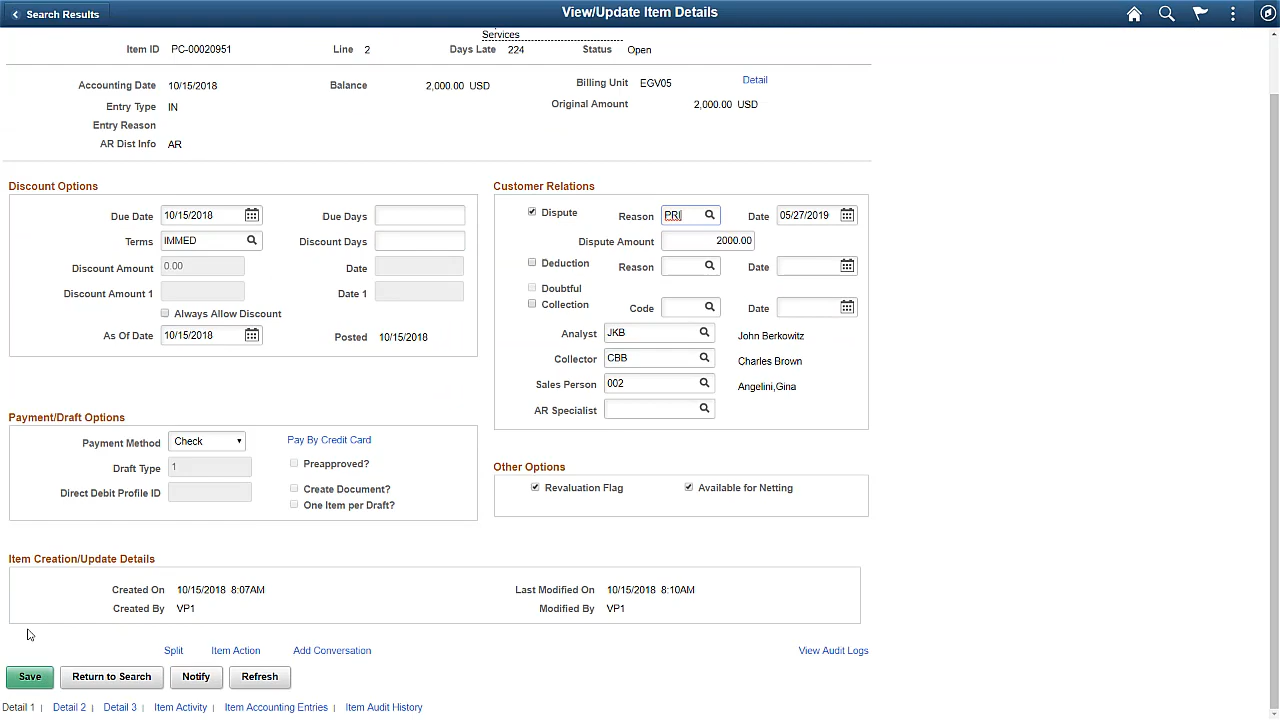 Search Results
View/Update Item Details
Services
Item ID PC-00020951 Line 2 Days Late 224 Status Open
Accounting Date 10/15/2018 Balance 2,000.00 USD Billing Unit EGV05 Detail
Entry Type IN Original Amount 2,000.00 USD
Entry Reason
AR Dist Info AR
Discount Options
Due Date 10/15/2018 Due Days
Terms IMMED Discount Days
Discount Amount 0.00 Date
Discount Amount 1 Date 1
Always Allow Discount
As Of Date 10/15/2018 Posted 10/15/2018
Customer Relations
Dispute Reason PRI Date 05/27/2019
Dispute Amount 2000.00
Deduction Reason Date
Doubtful
Collection Code Date
Analyst JKB John Berkowitz
Collector CBB Charles Brown
Sales Person 002 Angelini,Gina
AR Specialist
Payment/Draft Options
Payment Method Check Pay By Credit Card
Draft Type 1 Preapproved?
Direct Debit Profile ID Create Document?
One Item per Draft?
Other Options
Revaluation Flag Available for Netting
Item Creation/Update Details
Created On 10/15/2018 8:07AM Last Modified On 10/15/2018 8:10AM
Created By VP1 Modified By VP1
Split Item Action Add Conversation View Audit Logs
Save Return to Search Notify Refresh
Detail 1 | Detail 2 | Detail 3 | Item Activity | Item Accounting Entries | Item Audit History